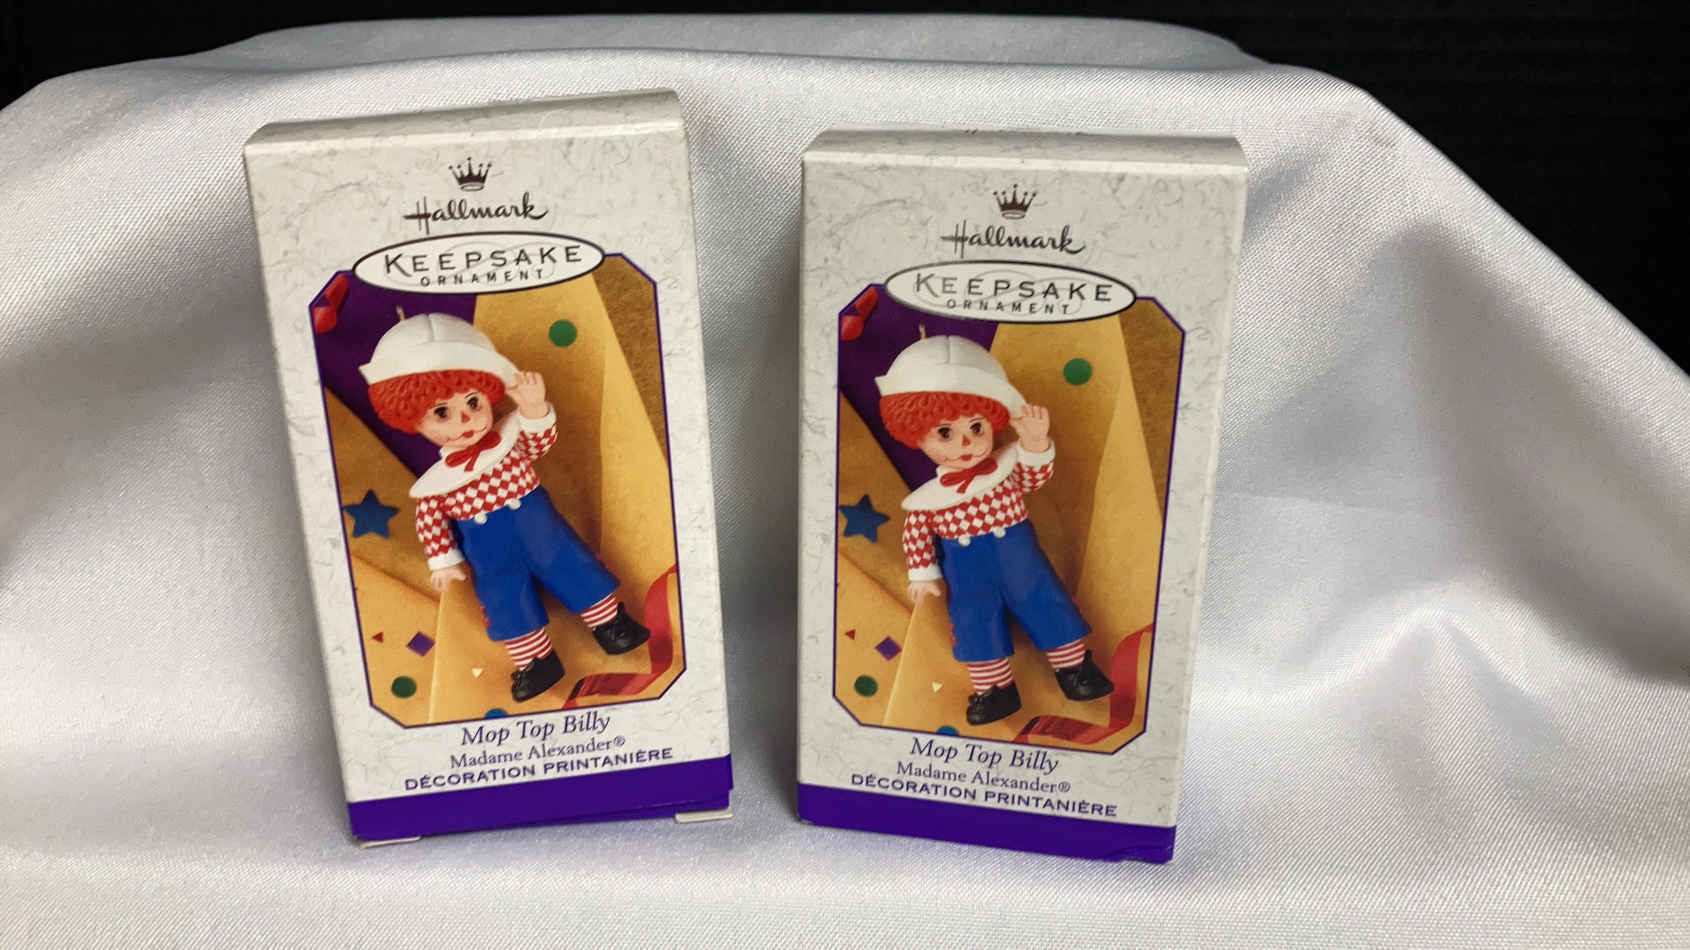 Hallmark
KEEPSAKE
ORNAMENT
Mop Top Billy
Madame Alexander®
DÉCORATION PRINTANIÈRE
Hallmark
KEEPSAKE
ORNAMENT
Mop Top Billy
Madame Alexander®
DÉCORATION PRINTANIÈRE